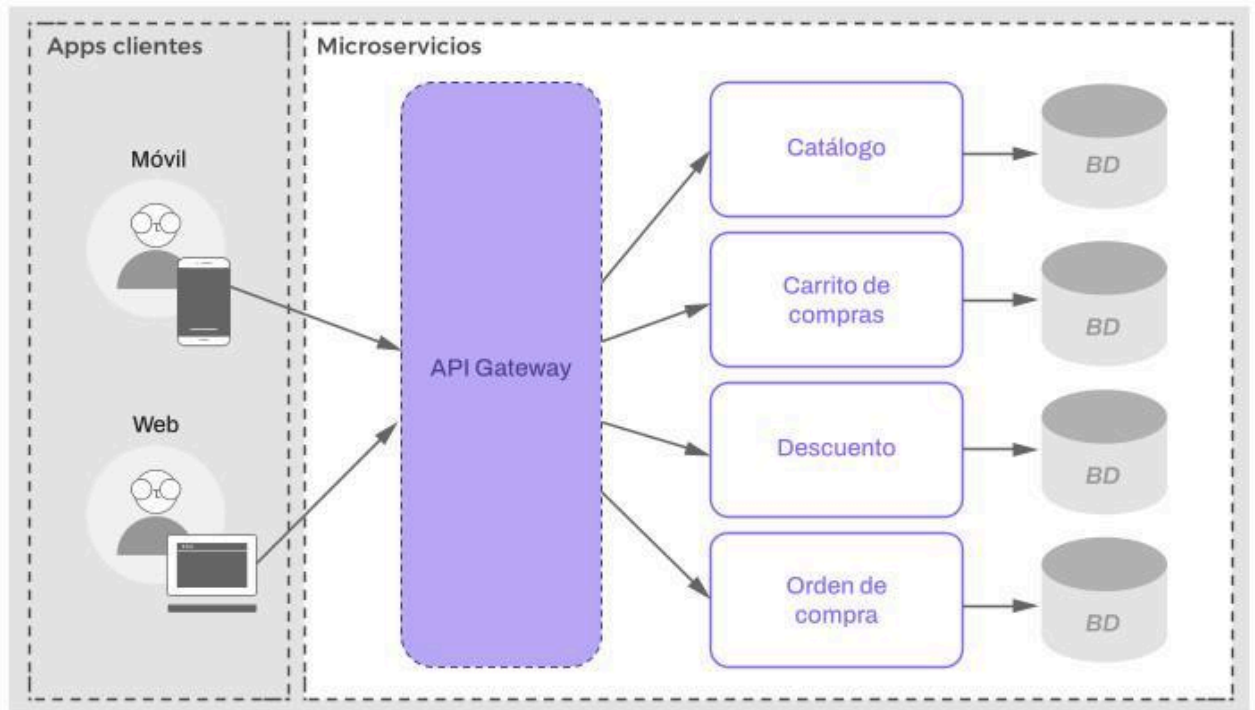 Apps clientes
Microservicios
Móvil
Web
API Gateway
Catálogo
BD
Carrito de
compras
BD
Descuento
BD
Orden de
compra
BD